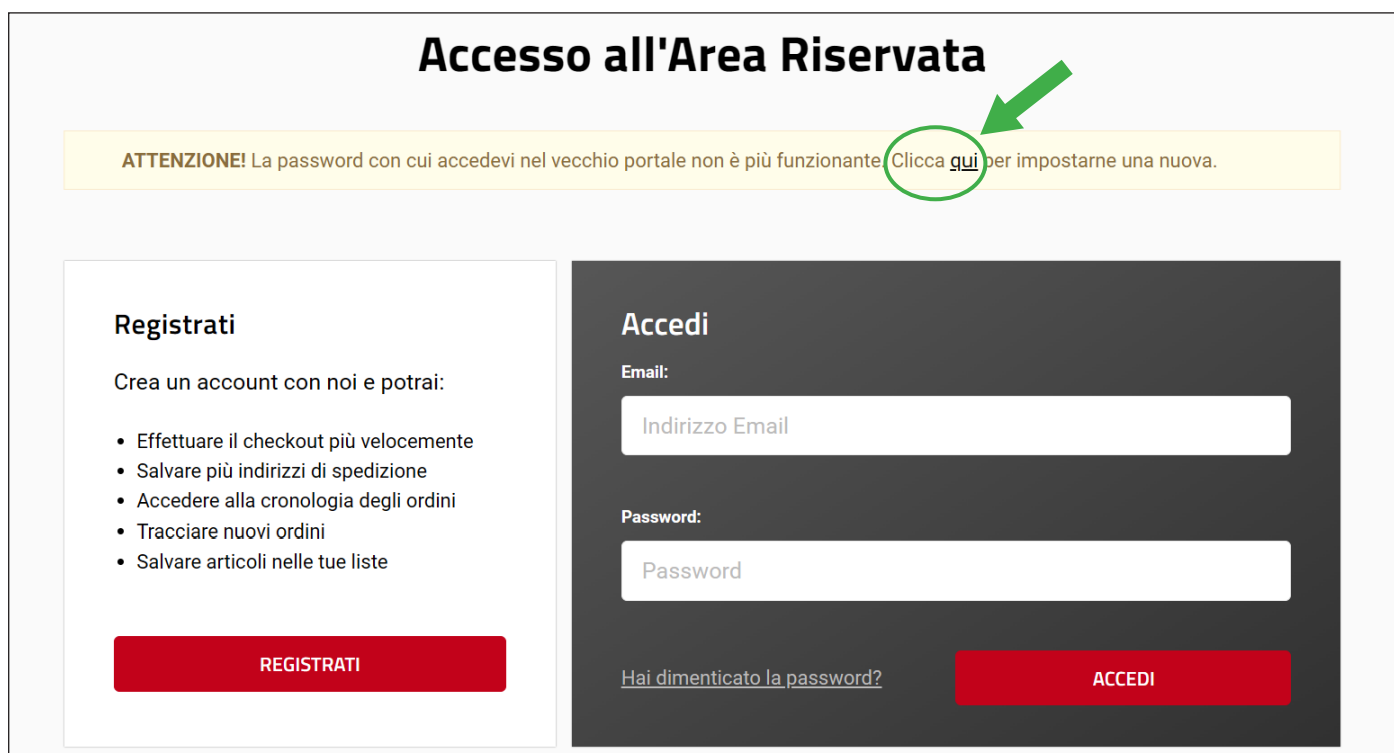 Accesso all'Area Riservata
ATTENZIONE! La password con cui accedevi nel vecchio portale non è più funzionante. Clicca qui per impostarne una nuova.
Registrati
Crea un account con noi e potrai:
• Effettuare il checkout più velocemente
• Salvare più indirizzi di spedizione
• Accedere alla cronologia degli ordini
• Tracciare nuovi ordini
• Salvare articoli nelle tue liste
REGISTRATI
Accedi
Email:
Indirizzo Email
Password:
Password
Hai dimenticato la password?
ACCEDI